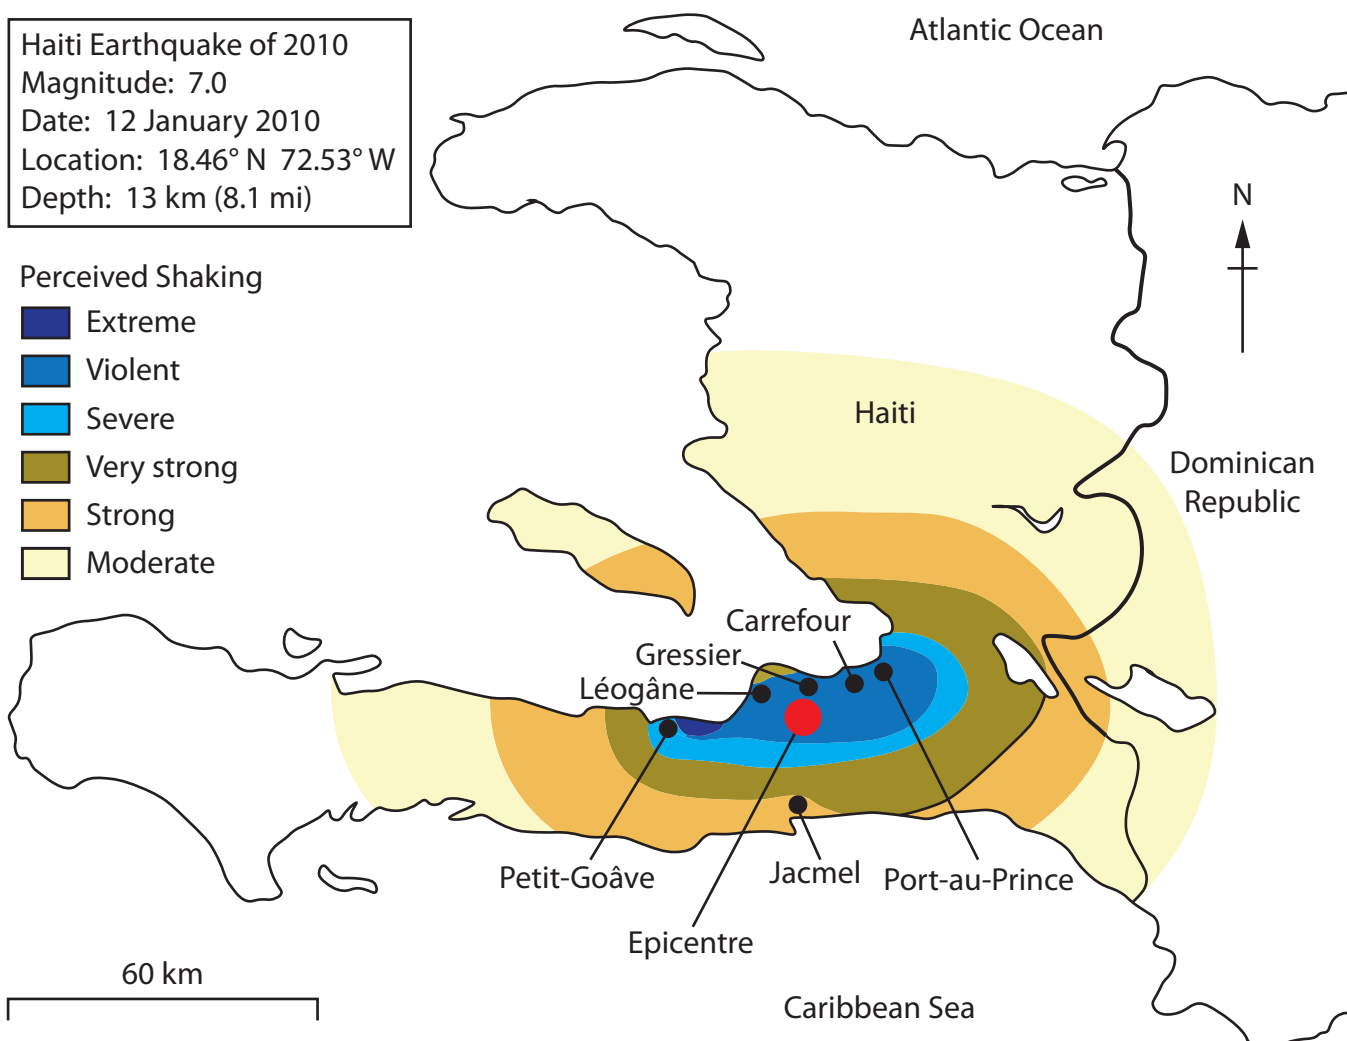 Haiti Earthquake of 2010
Magnitude: 7.0
Date: 12 January 2010
Location: 18.46° N 72.53° W
Depth: 13 km (8.1 mi)
Atlantic Ocean
N
Perceived Shaking
Extreme
Violent
Severe
Very strong
Strong
Moderate
Haiti
Dominican
Republic
Carrefour
Gressier
Léogâne
Petit-Goâve
Jacmel
Port-au-Prince
Epicentre
60 km
Caribbean Sea